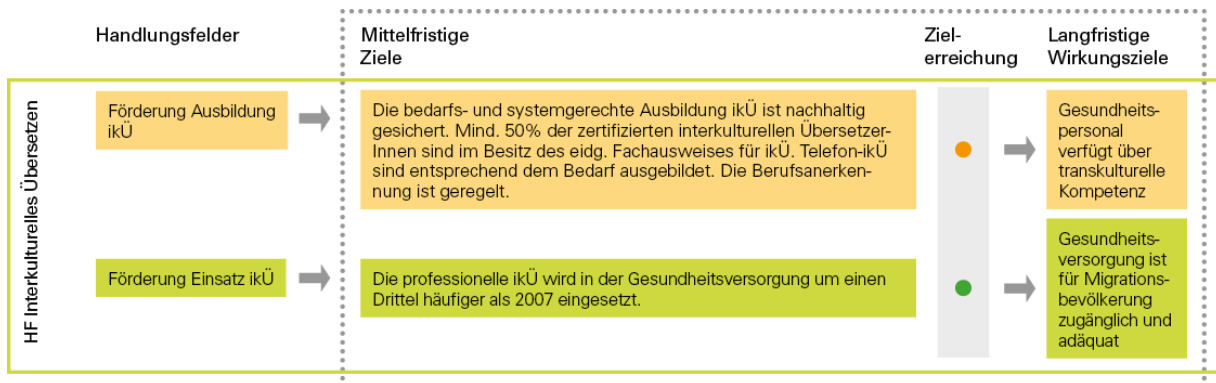 Handlungsfelder
Mittelfristige
Ziele
Ziel-
erreichung
Langfristige
Wirkungsziele
HF Interkulturelles Übersetzen
Förderung Ausbildung
ikÜ
Die bedarfs- und systemgerechte Ausbildung ikÜ ist nachhaltig
gesichert. Mind. 50% der zertifizierten interkulturellen Übersetzer-
Innen sind im Besitz des eidg. Fachausweises für ikÜ. Telefon-ikÜ
sind entsprechend dem Bedarf ausgebildet. Die Berufsanerken-
nung ist geregelt.
Gesundheits-
personal
verfügt über
transkulturelle
Kompetenz
Förderung Einsatz ikÜ
Die professionelle ikÜ wird in der Gesundheitsversorgung um einen
Drittel häufiger als 2007 eingesetzt.
Gesundheits-
versorgung ist
für Migrations-
bevölkerung
zugänglich und
adäquat